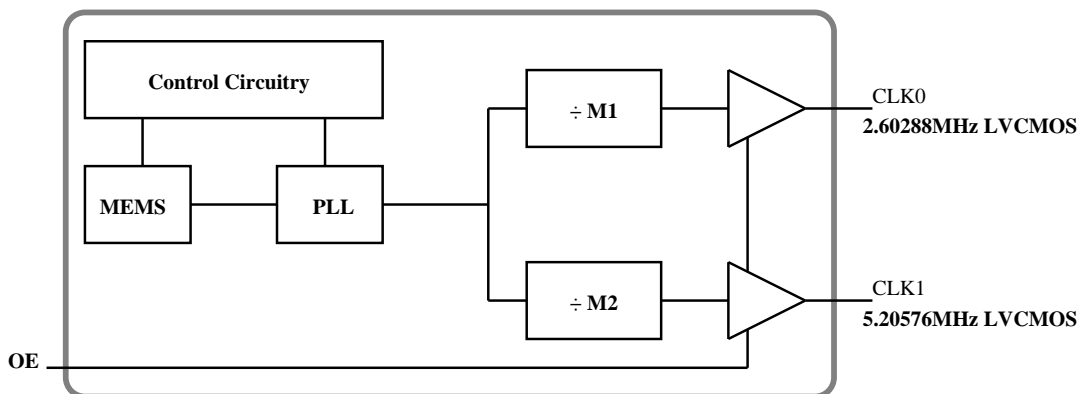 Control Circuitry
÷ M1
CLK0
2.60288MHz LVCMOS
MEMS
PLL
÷ M2
CLK1
5.20576MHz LVCMOS
OE